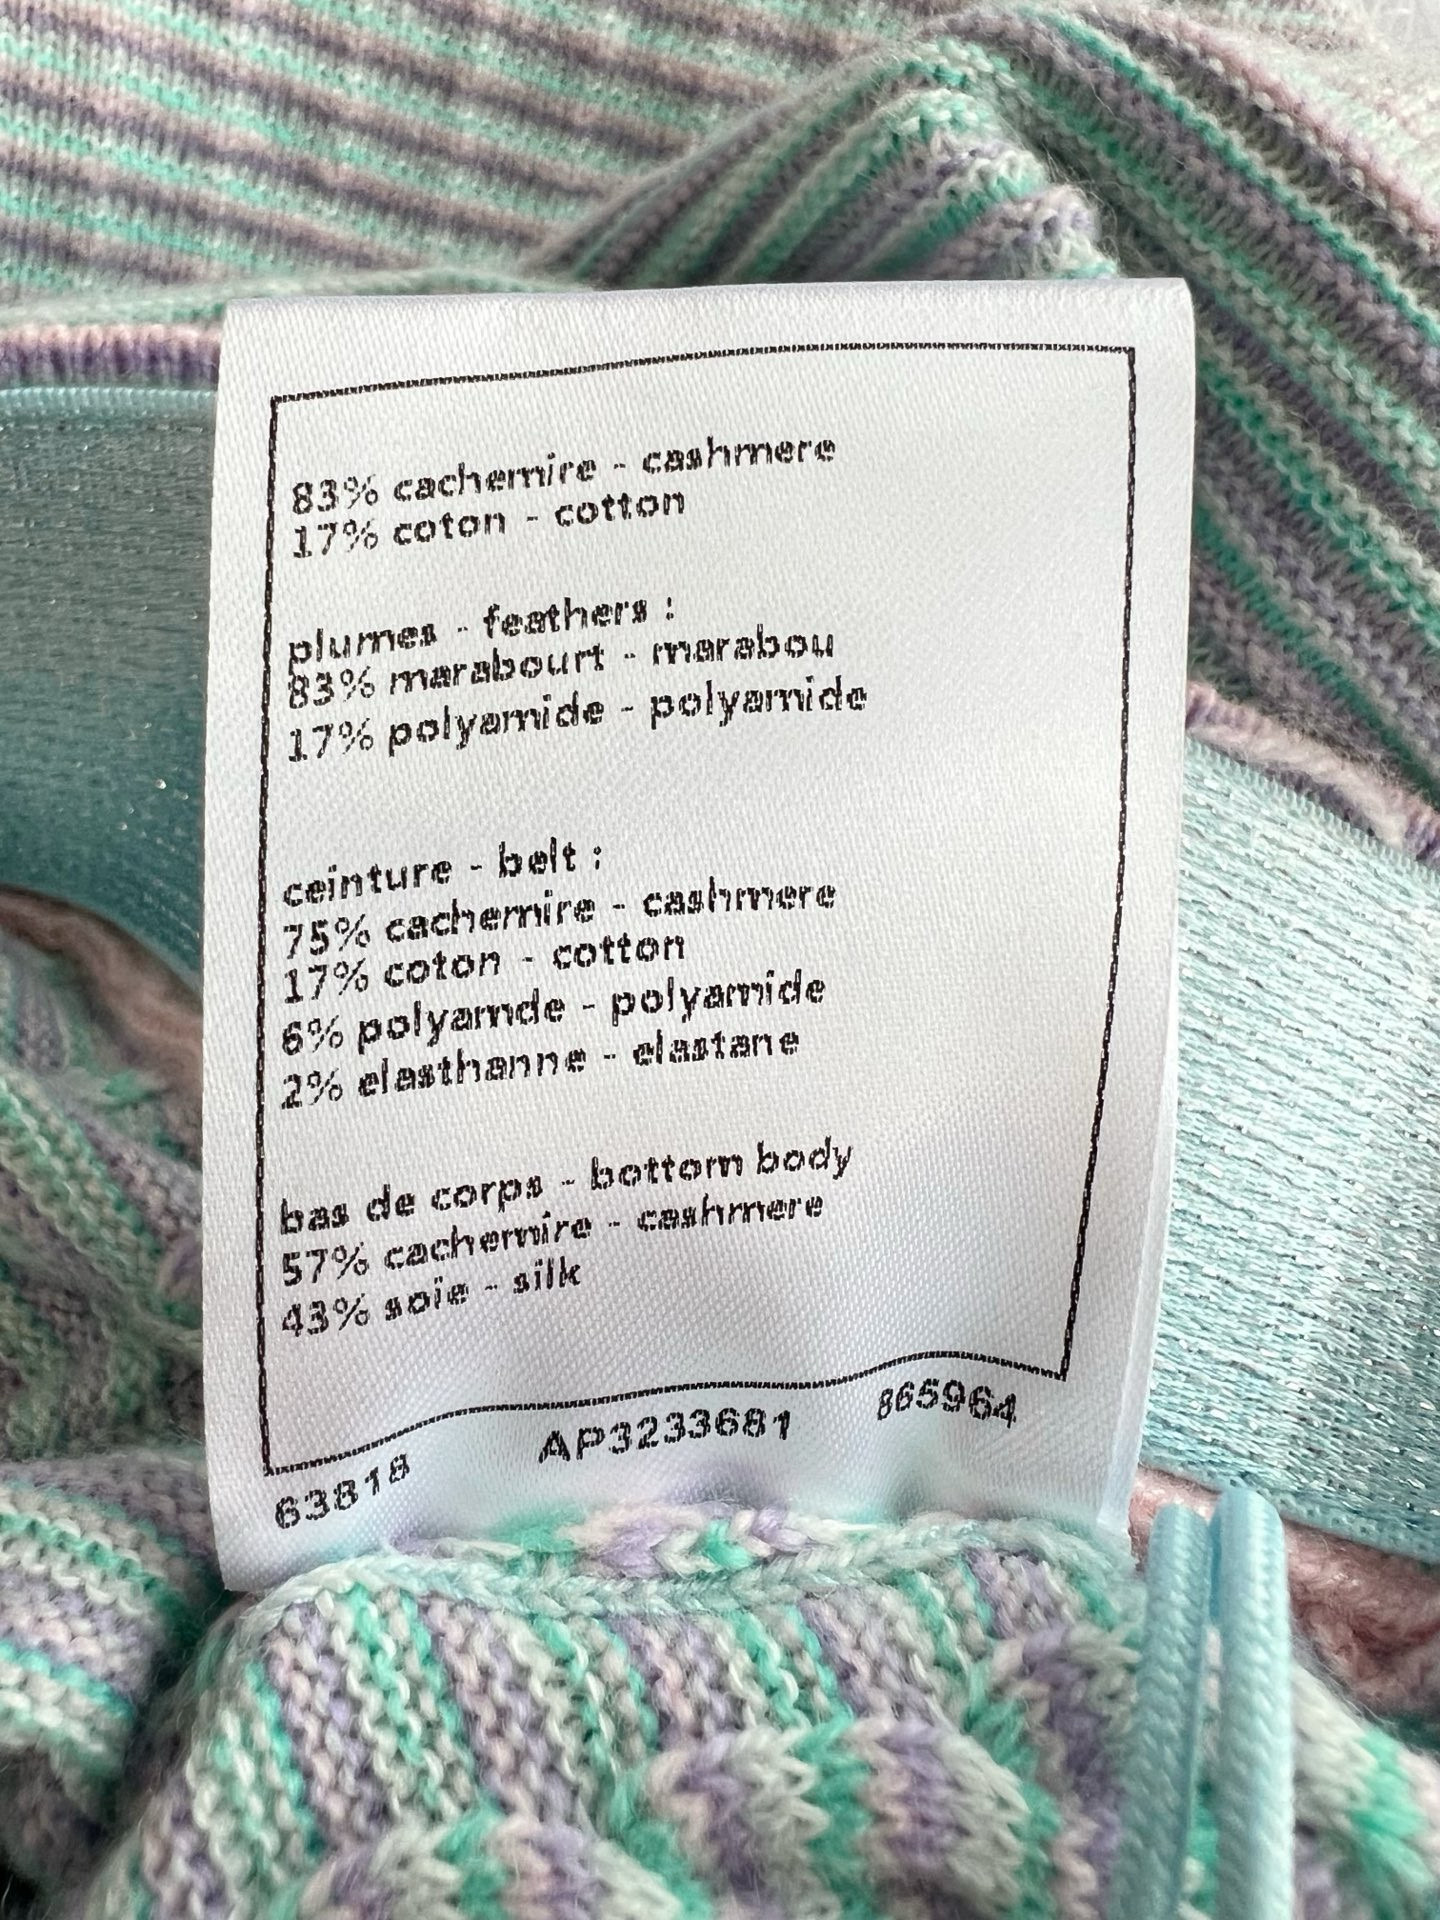 83% cachemire - cashmere
17% coton - cotton
plumes - feathers :
83% marabourt - marabou
17% polyamide - polyamide
ceinture - belt :
75% cachemire - cashmere
17% coton - cotton
6% polyamde - polyamide
2% elasthanne - elastane
bas de corps - bottom body
57% cachemire - cashmere
43% soie - silk
63818 AP3233681 865964